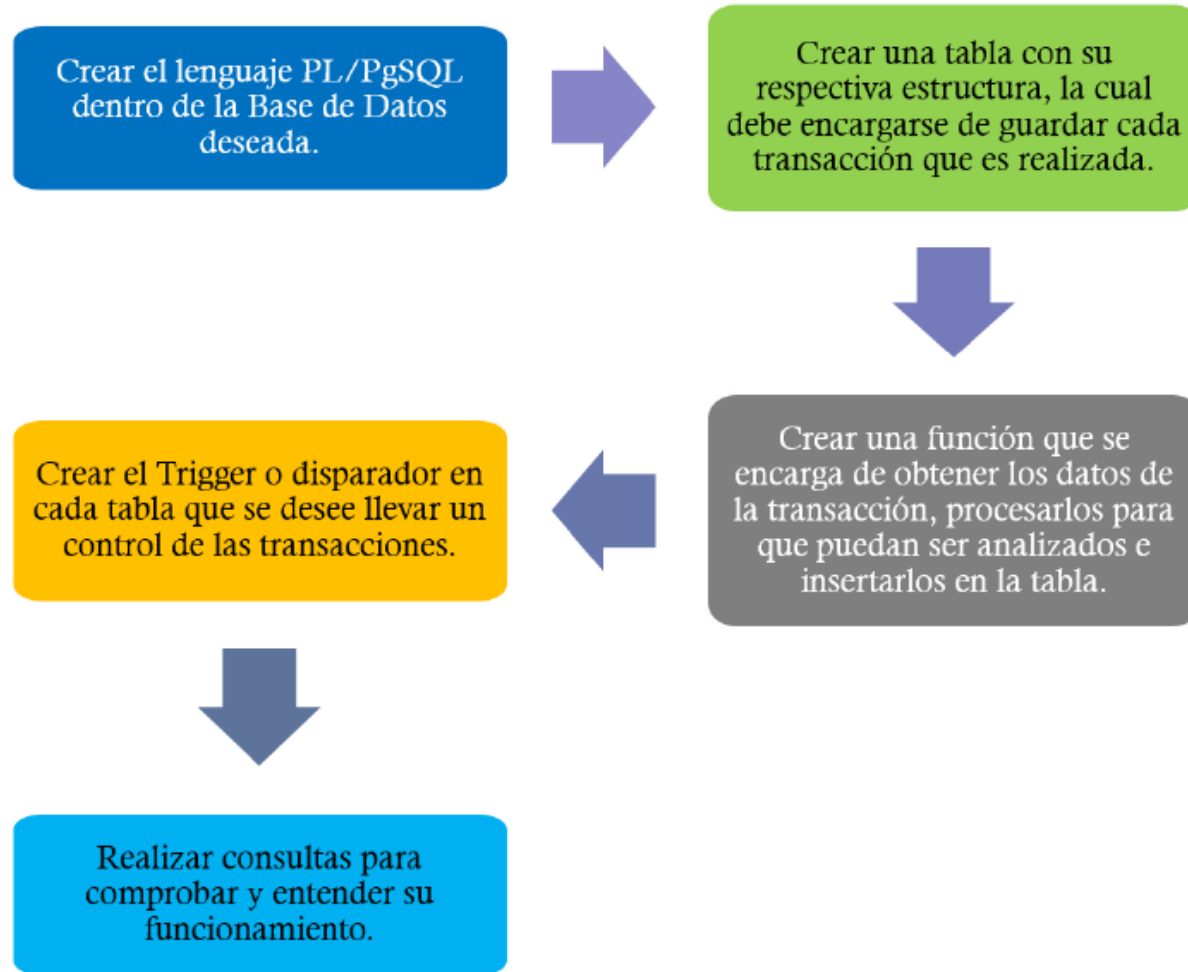 Crear el lenguaje PL/PgSQL
dentro de la Base de Datos
deseada.
Crear una tabla con su
respectiva estructura, la cual
debe encargarse de guardar cada
transacción que es realizada.
Crear una función que se
encarga de obtener los datos de
la transacción, procesarlos para
que puedan ser analizados e
insertarlos en la tabla.
Crear el Trigger o disparador en
cada tabla que se desee llevar un
control de las transacciones.
Realizar consultas para
comprobar y entender su
funcionamiento.